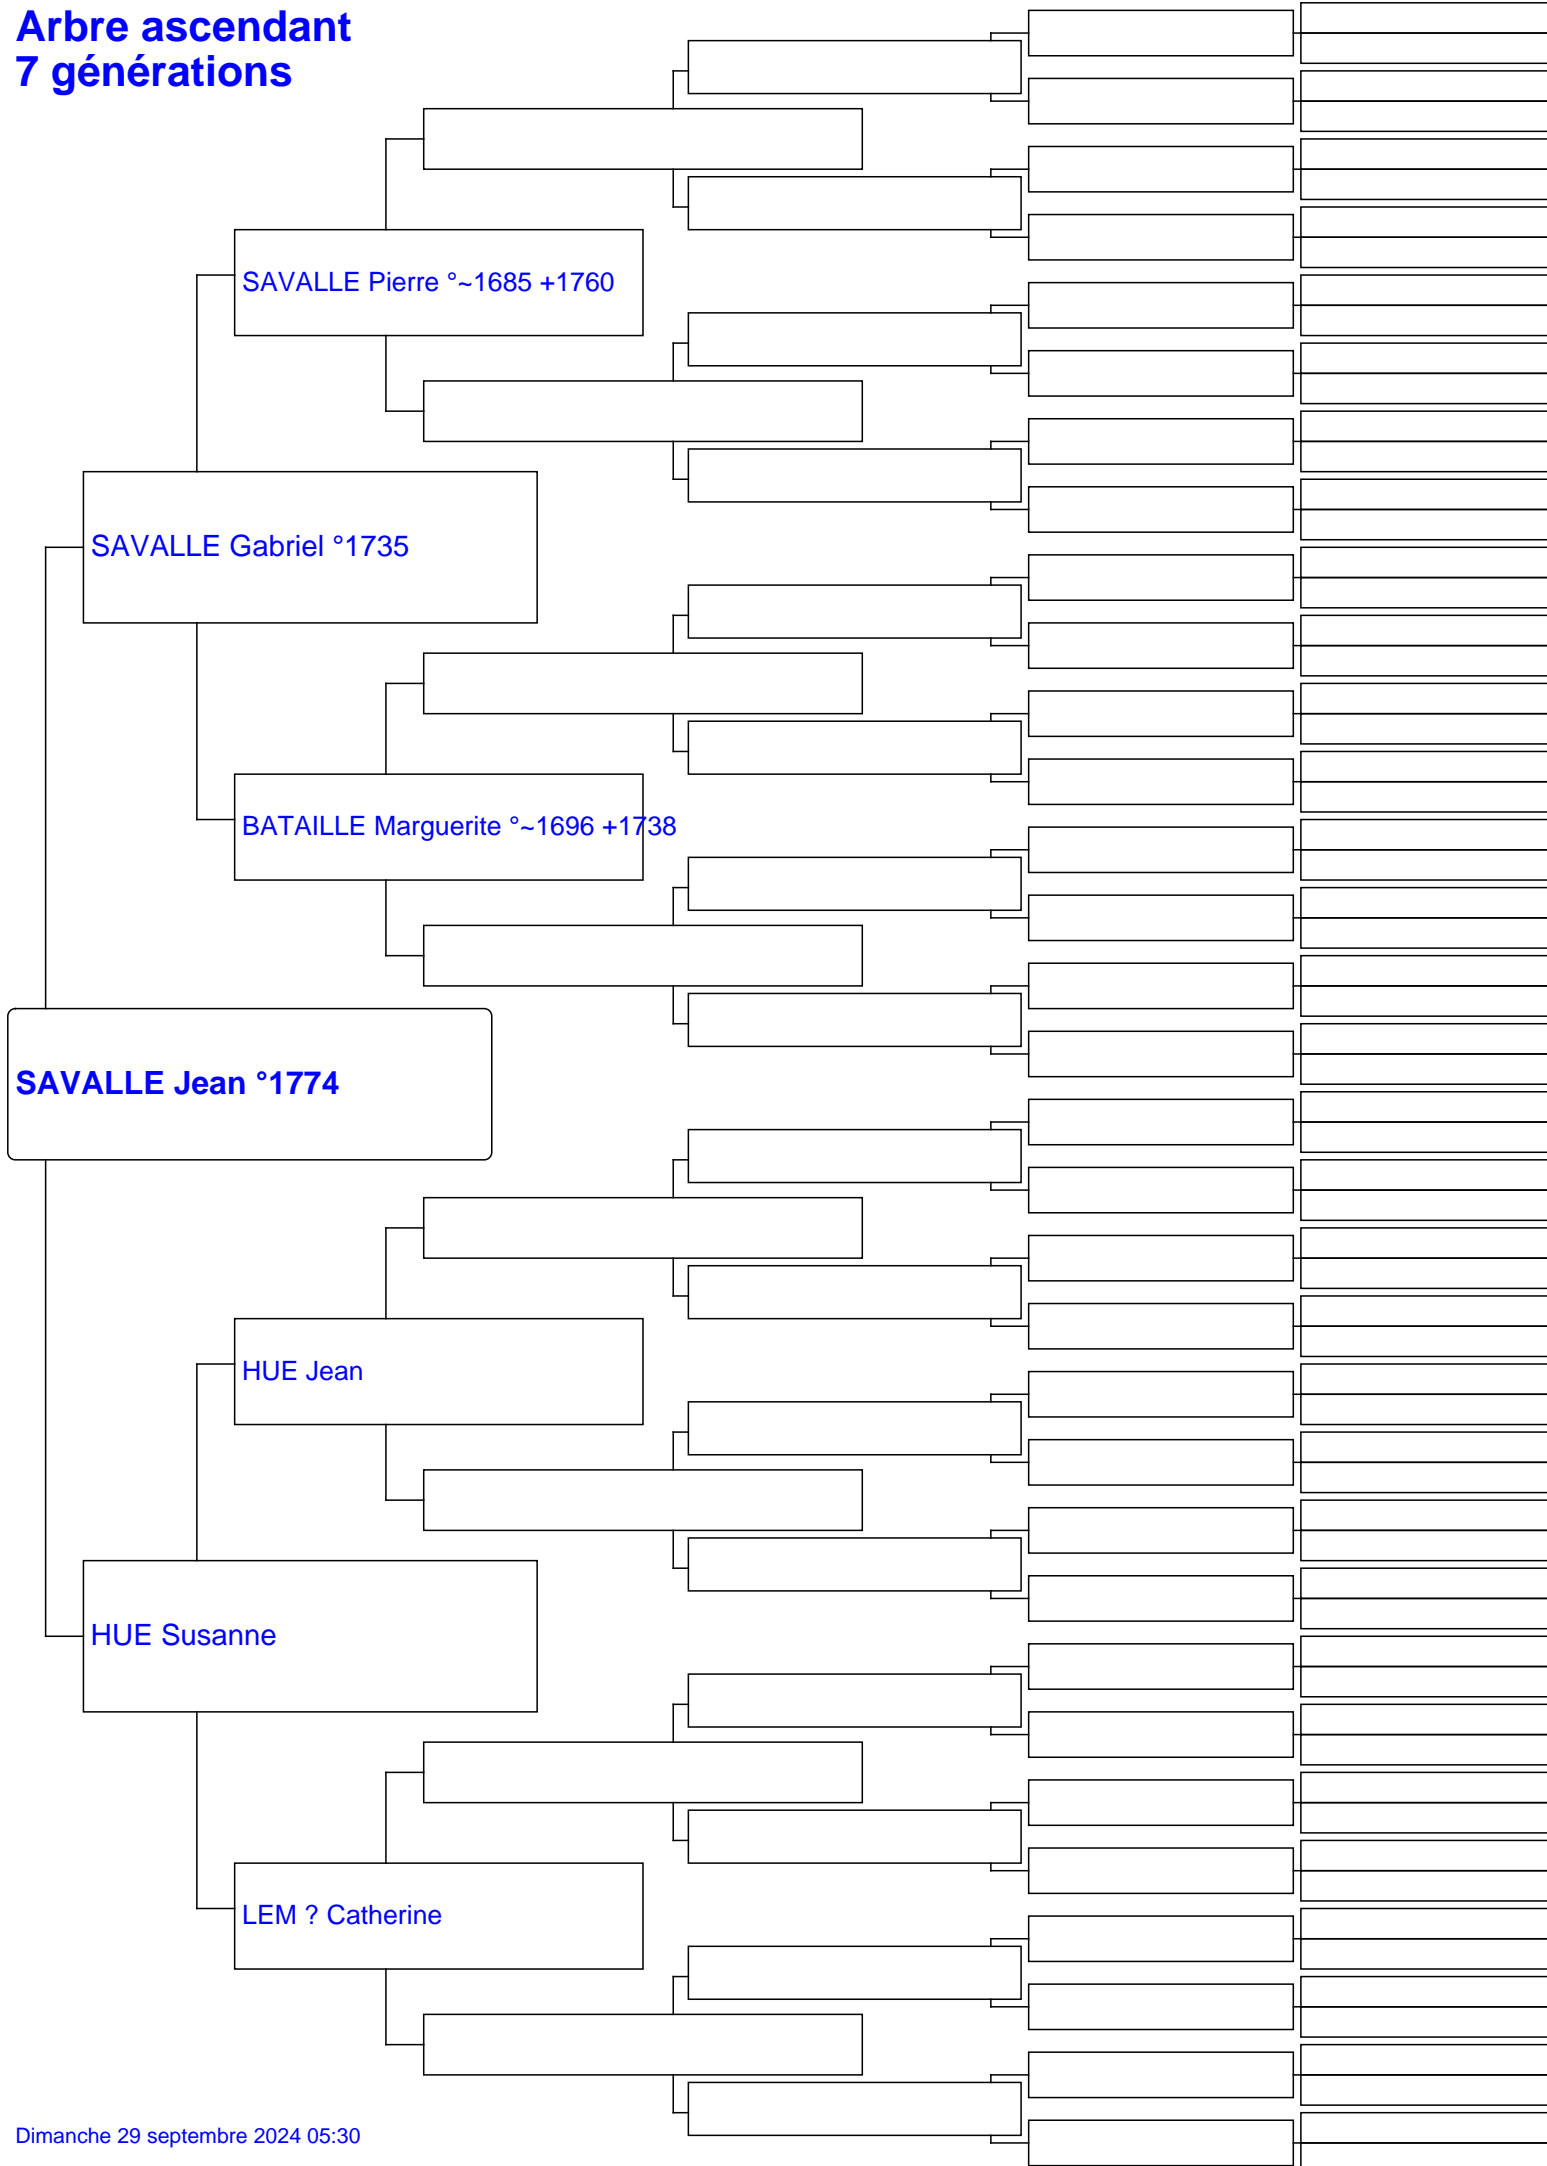 Arbre ascendant
7 générations
SAVALLE Pierre °~1685 +1760
SAVALLE Gabriel °1735
BATAILLE Marguerite °~1696 +1738
SAVALLE Jean °1774
HUE Jean
HUE Susanne
LEM ? Catherine
Dimanche 29 septembre 2024 05:30